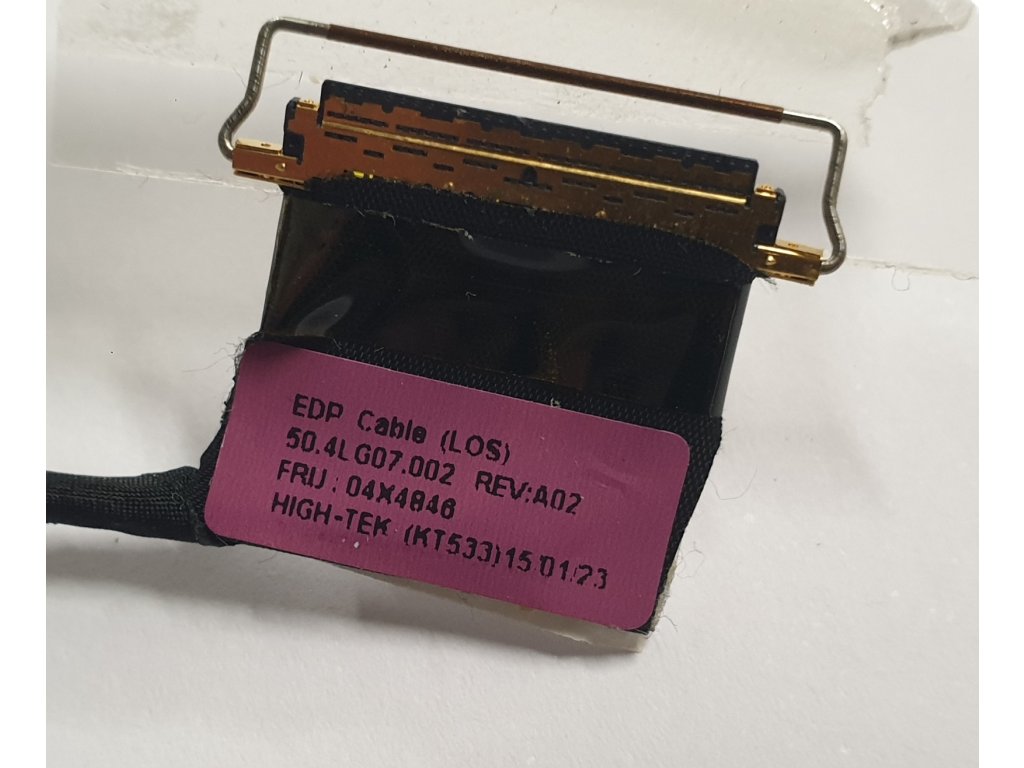 EDP Cable (LOS)
50.4LG07.002 REV:A02
FRU : 04X4846
HIGH-TEK (KT533)15/01/23